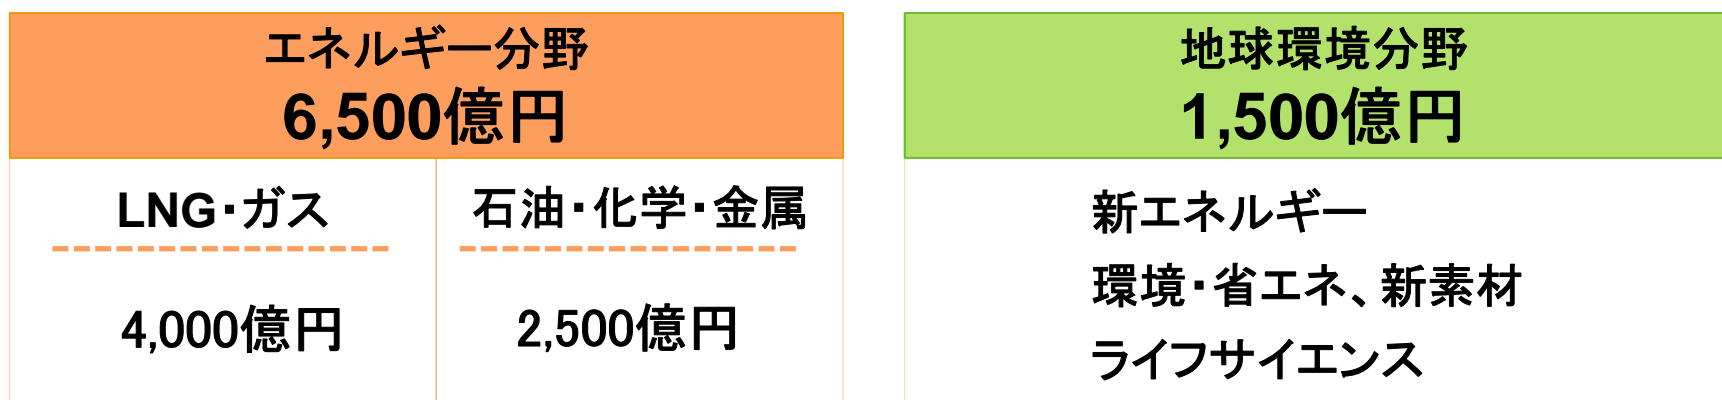 エネルギー分野
6,500億円
LNG・ガス
4,000億円
石油・化学・金属
2,500億円
地球環境分野
1,500億円
新エネルギー
環境・省エネ、新素材
ライフサイエンス